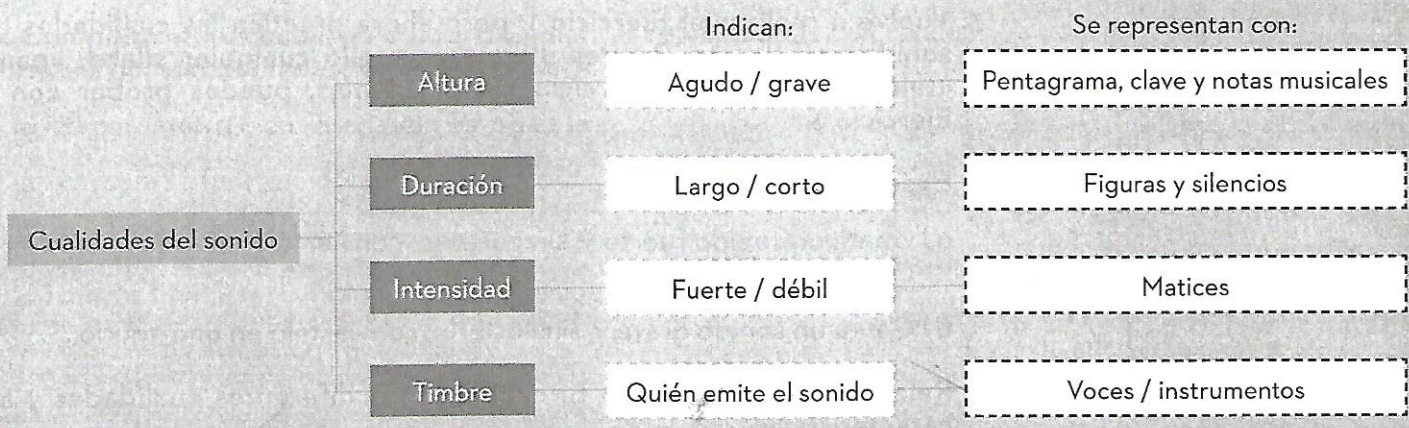 Indican:
Se representan con:
Altura
Agudo / grave
Pentagrama, clave y notas musicales
Duración
Largo / corto
Figuras y silencios
Cualidades del sonido
Intensidad
Fuerte / débil
Matices
Timbre
Quién emite el sonido
Voces / instrumentos